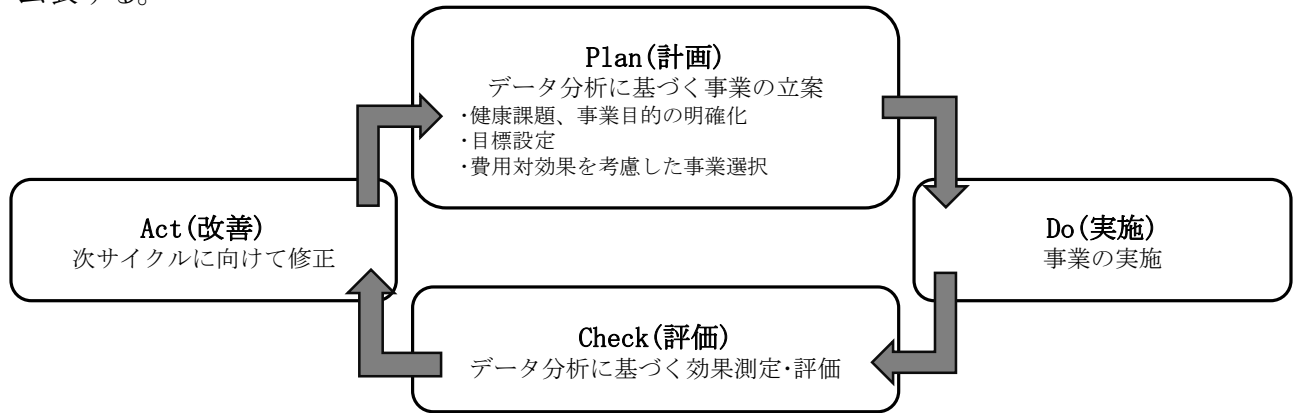 公表する。
Plan(計画)
データ分析に基づく事業の立案
・健康課題、事業目的の明確化
・目標設定
・費用対効果を考慮した事業選択
Act(改善)
次サイクルに向けて修正
Do(実施)
事業の実施
Check(評価)
データ分析に基づく効果測定・評価